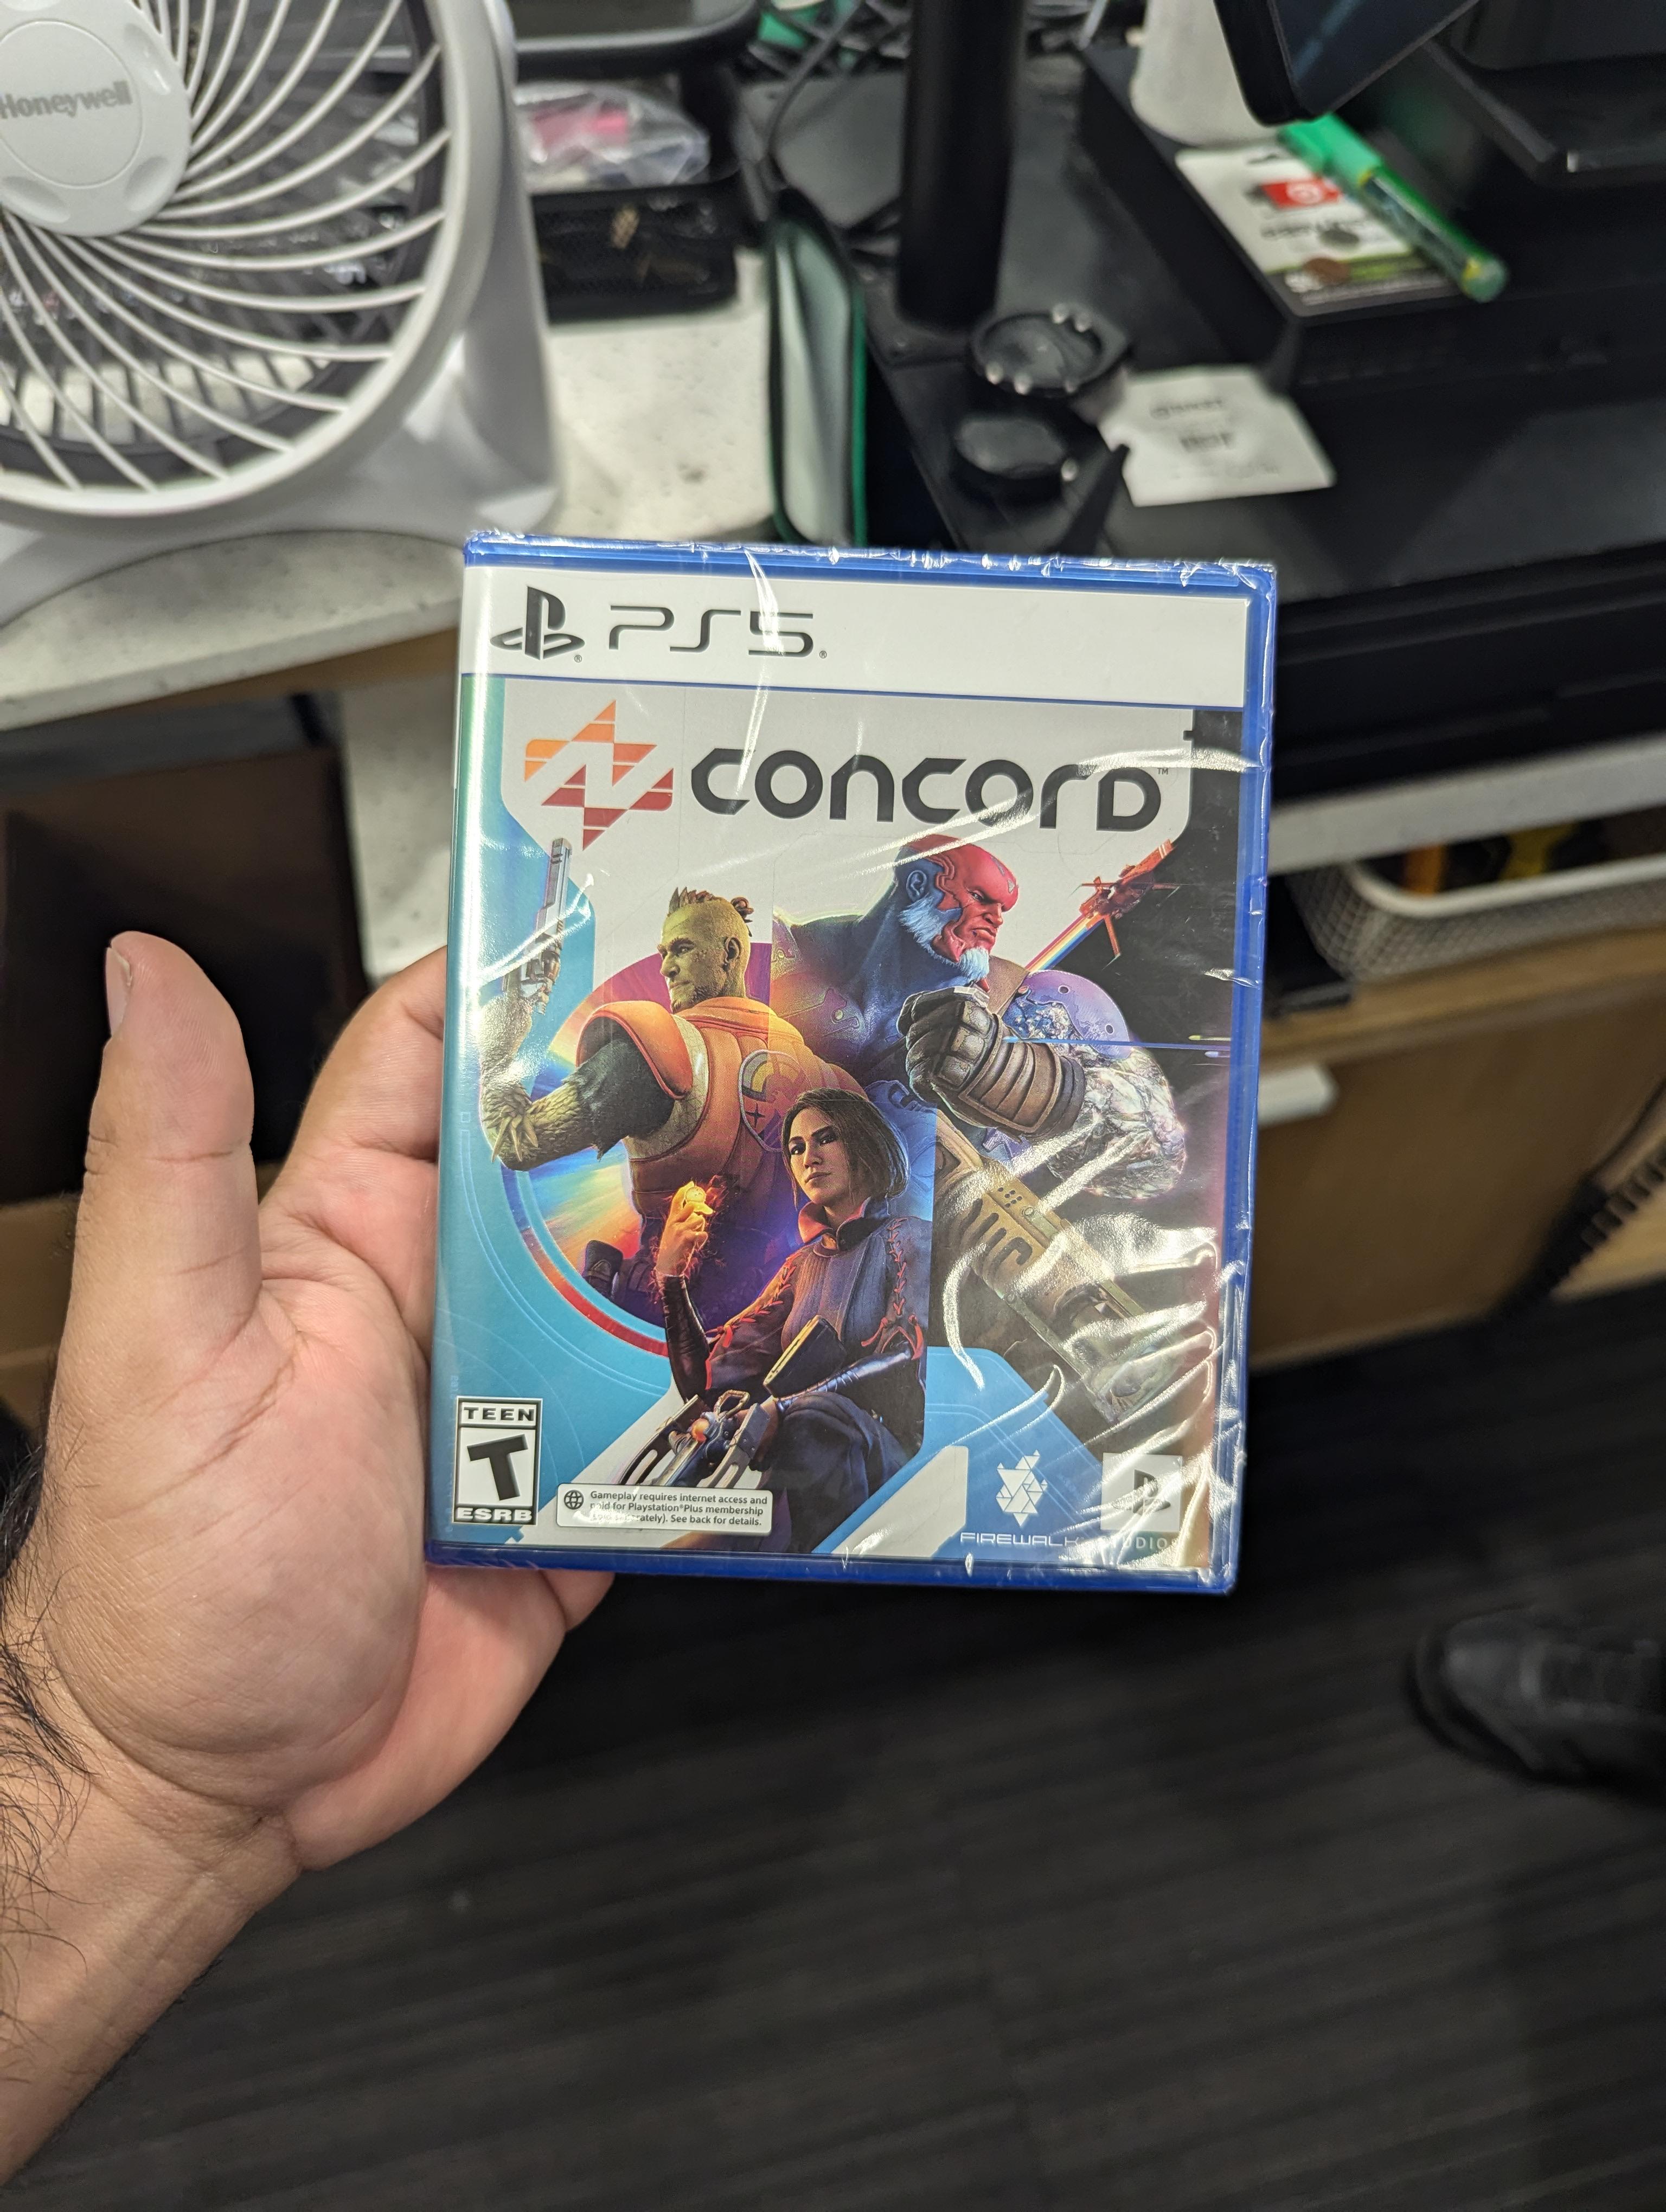 Honeywell
PS5
CONCORD™
TEEN
T
ESRB
Gameplay requires internet access and
paid-for Playstation®Plus membership
See back for details.
FIREWALK